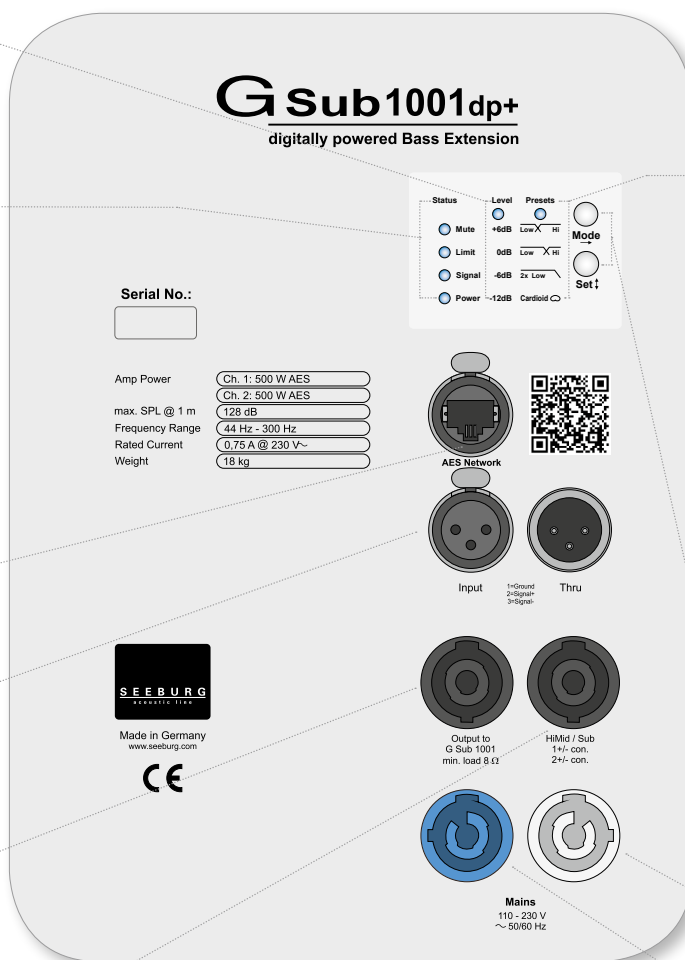 G Sub1001dp+
digitally powered Bass Extension
Status Level Presets
Mute +6dB Low Hi
Mode
Limit 0dB Low Hi
Signal -6dB 2x Low
Set
Power -12dB Cardioid
Serial No.:
Amp Power Ch. 1: 500 W AES
Ch. 2: 500 W AES
max. SPL @ 1 m 128 dB
Frequency Range 44 Hz - 300 Hz
Rated Current 0,75 A @ 230 V~
Weight 18 kg
AES Network
Input
1=Ground
2=Signal+
3=Signal-
Thru
SEEBURG
acoustic line
Made in Germany
www.seeburg.com
CE
Output to
G Sub 1001
min. load 8 Ω
HiMid / Sub
1+/- con.
2+/- con.
Mains
110 - 230 V
~ 50/60 Hz